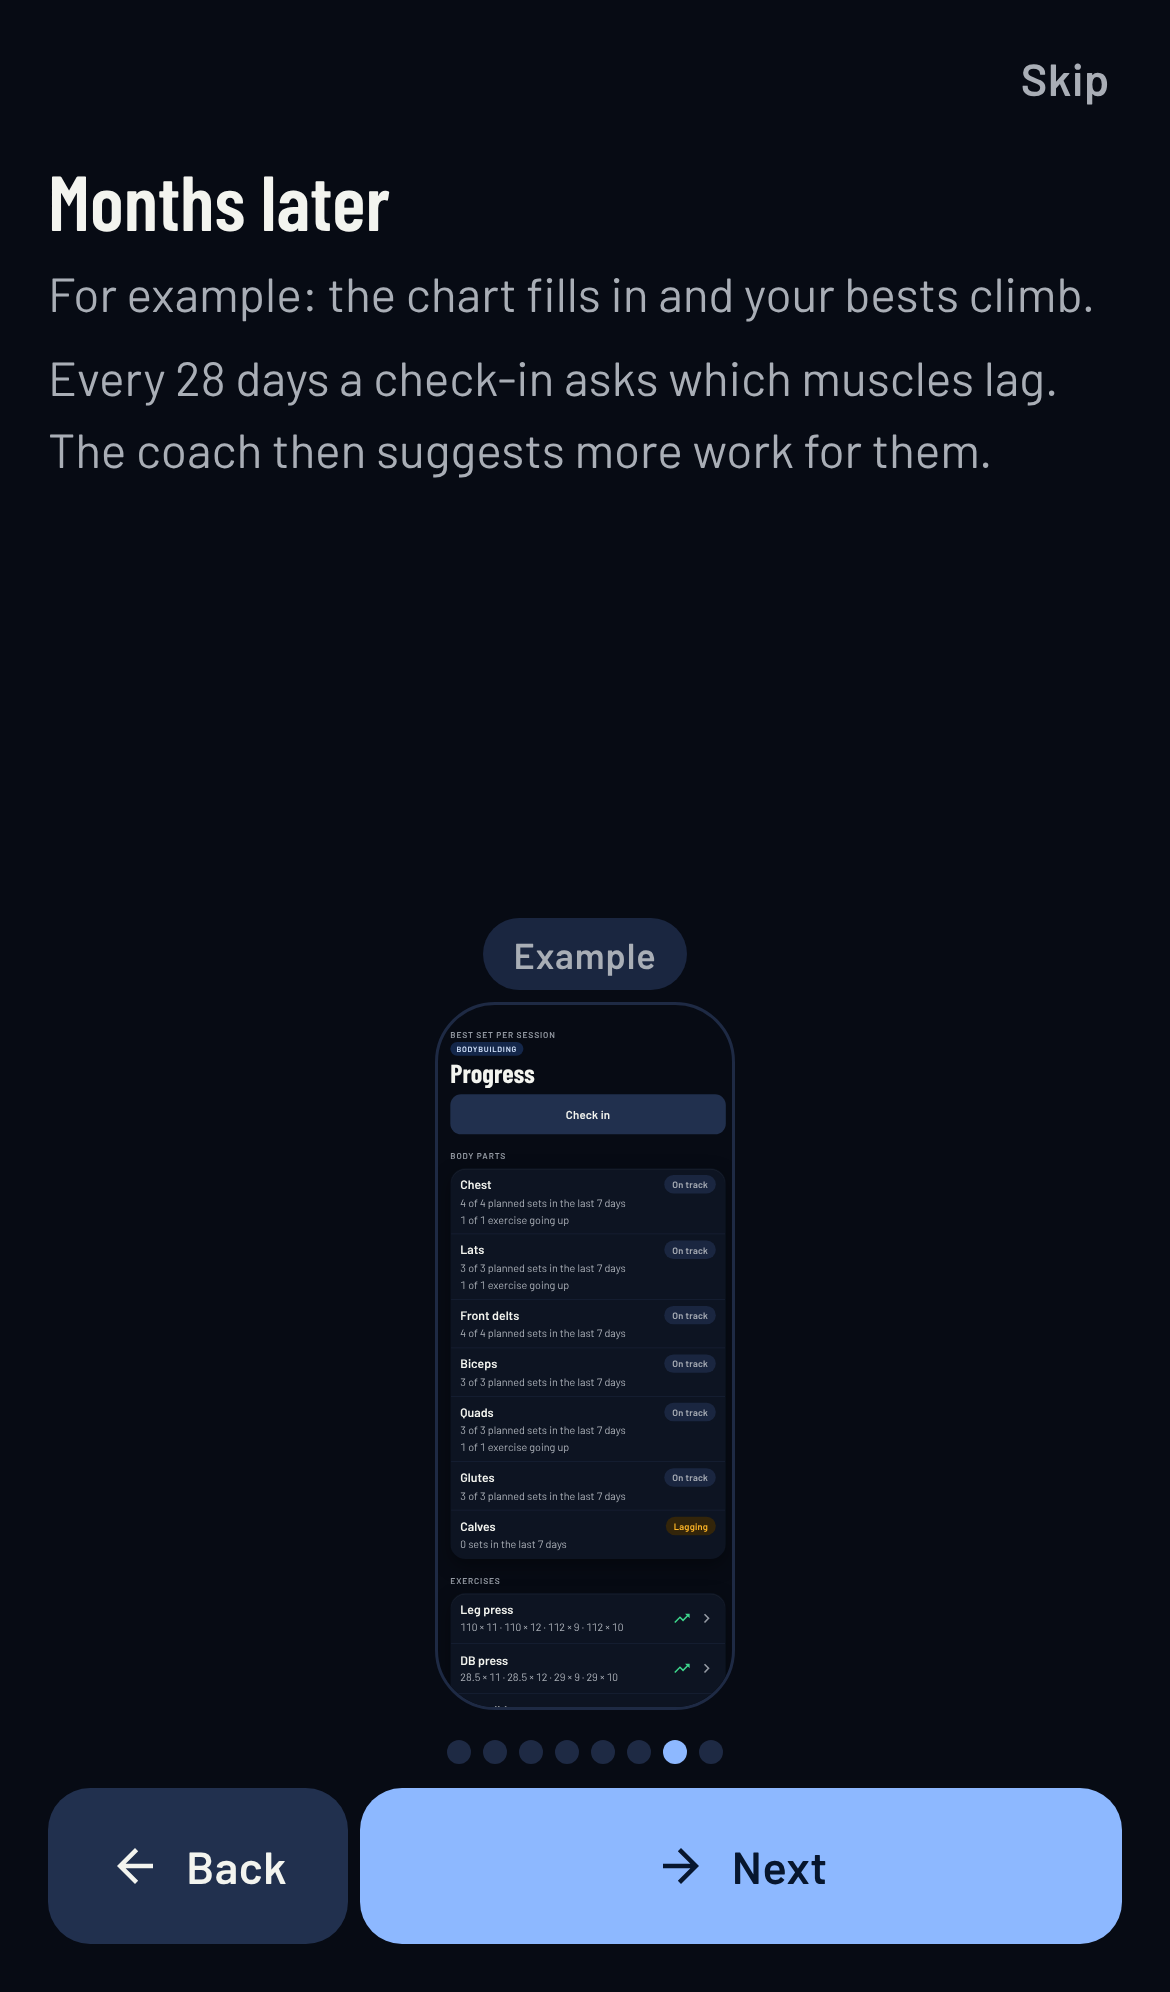 Skip
Months later
For example: the chart fills in and your bests climb.
Every 28 days a check-in asks which muscles lag.
The coach then suggests more work for them.
Example
BEST SET PER SESSION
BODYBUILDING
Progress
Check in
BODY PARTS
Chest On track
4 of 4 planned sets in the last 7 days
1 of 1 exercise going up
Lats On track
3 of 3 planned sets in the last 7 days
1 of 1 exercise going up
Front delts On track
4 of 4 planned sets in the last 7 days
Biceps On track
3 of 3 planned sets in the last 7 days
Quads On track
3 of 3 planned sets in the last 7 days
1 of 1 exercise going up
Glutes On track
3 of 3 planned sets in the last 7 days
Calves Lagging
0 sets in the last 7 days
EXERCISES
Leg press
110 × 11 · 110 × 12 · 112 × 9 · 112 × 10
DB press
28.5 × 11 · 28.5 × 12 · 29 × 9 · 29 × 10
Back Next